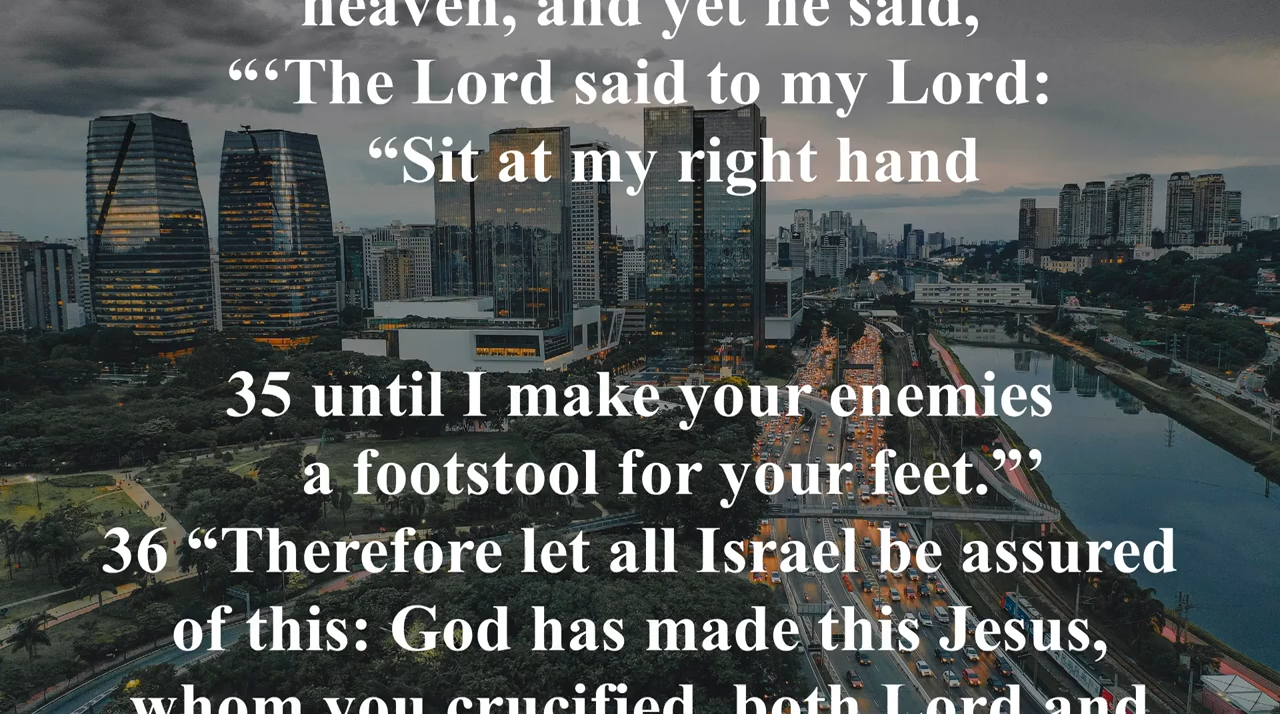 heaven, and yet he said,
“‘The Lord said to my Lord:
“Sit at my right hand
35 until I make your enemies
a footstool for your feet.”’
36 “Therefore let all Israel be assured
of this: God has made this Jesus,
whom you crucified, both Lord and